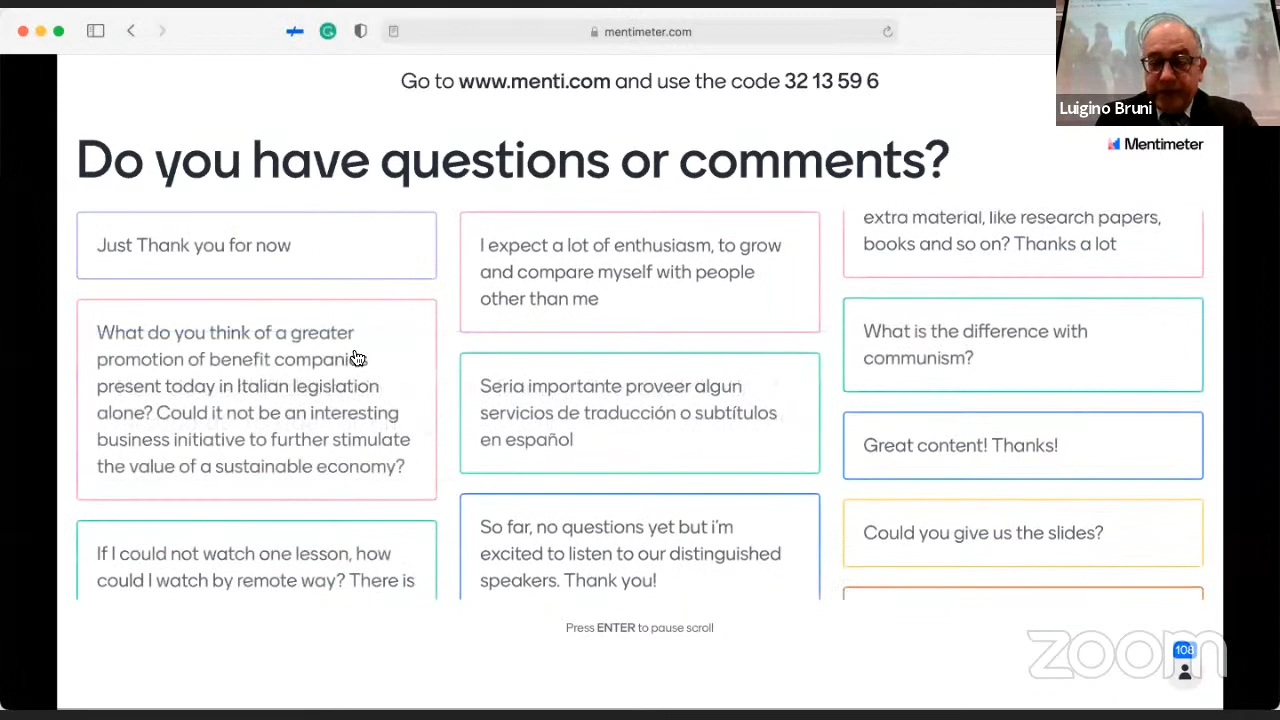 mentimeter.com
Luigino Bruni
Go to www.menti.com and use the code 32 13 59 6
Mentimeter
Do you have questions or comments?
Just Thank you for now
What do you think of a greater
promotion of benefit companies
present today in Italian legislation
alone? Could it not be an interesting
business initiative to further stimulate
the value of a sustainable economy?
If I could not watch one lesson, how
could I watch by remote way? There is
I expect a lot of enthusiasm, to grow
and compare myself with people
other than me
Seria importante proveer algun
servicios de traducción o subtítulos
en español
So far, no questions yet but i'm
excited to listen to our distinguished
speakers. Thank you!
extra material, like research papers,
books and so on? Thanks a lot
What is the difference with
communism?
Great content! Thanks!
Could you give us the slides?
Press ENTER to pause scroll
zoom
108